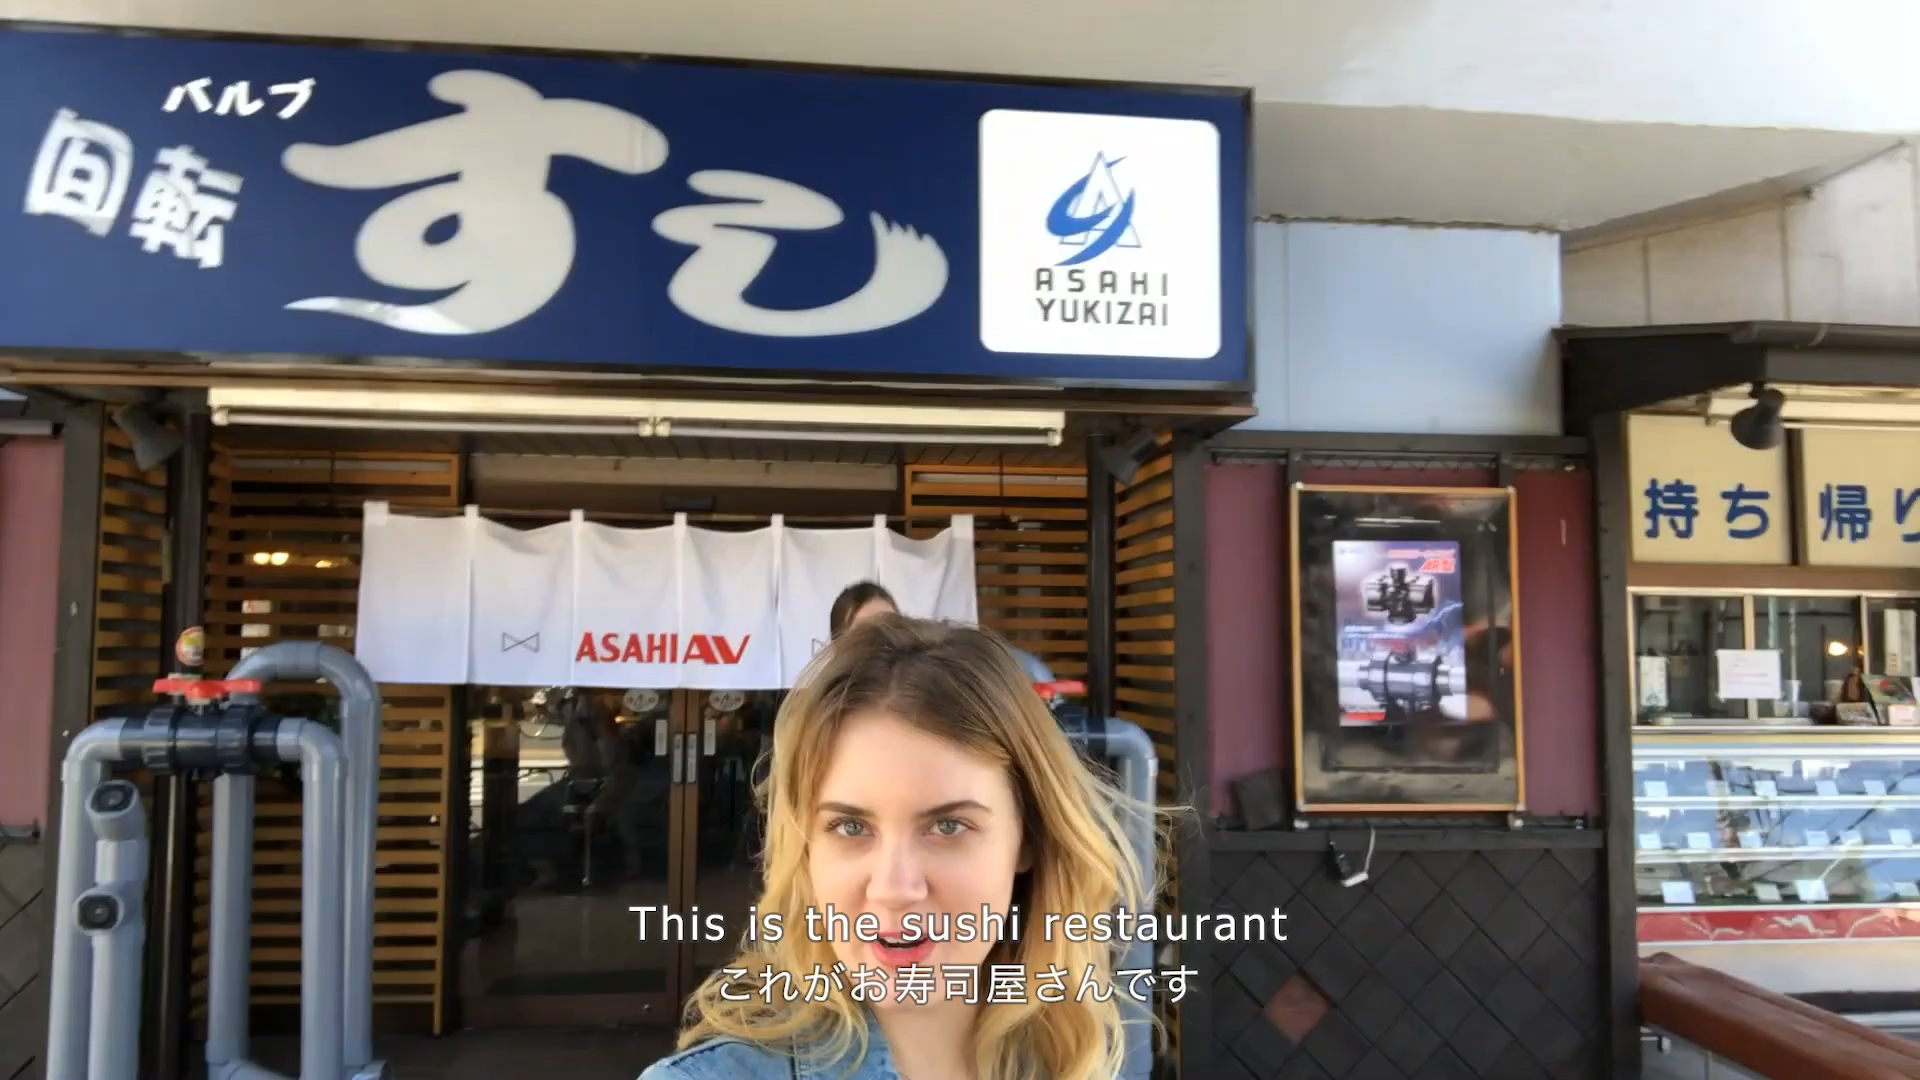 バルブ
回転
すし
ASAHI
YUKIZAI
持ち帰り
ASAHI AV
This is the sushi restaurant
これがお寿司屋さんです